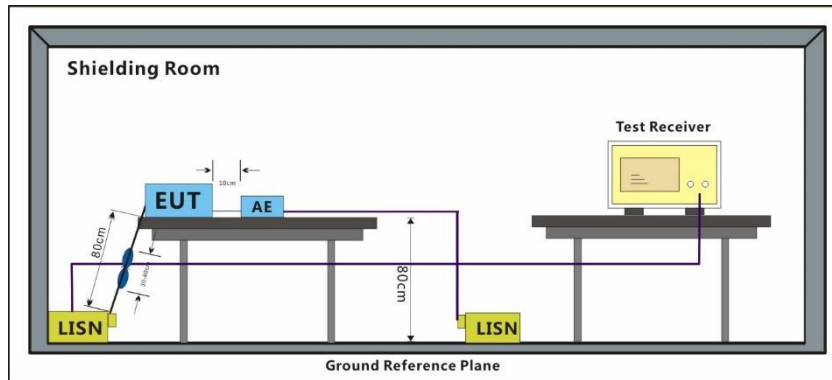 Shielding Room
Test Receiver
10cm
EUT
AE
80cm
80cm
LISN
LISN
Ground Reference Plane